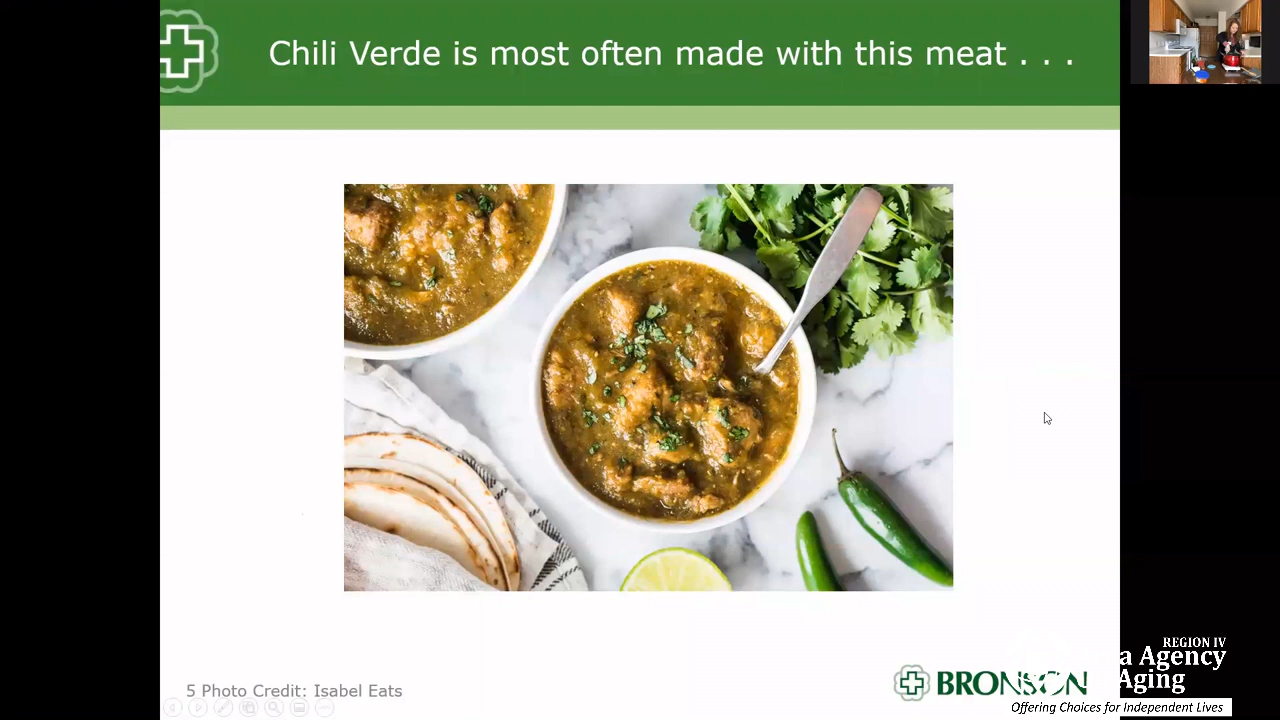 Chili Verde is most often made with this meat . . .
5 Photo Credit: Isabel Eats
BRONSON
REGION IV
Agency
Aging
Offering Choices for Independent Lives